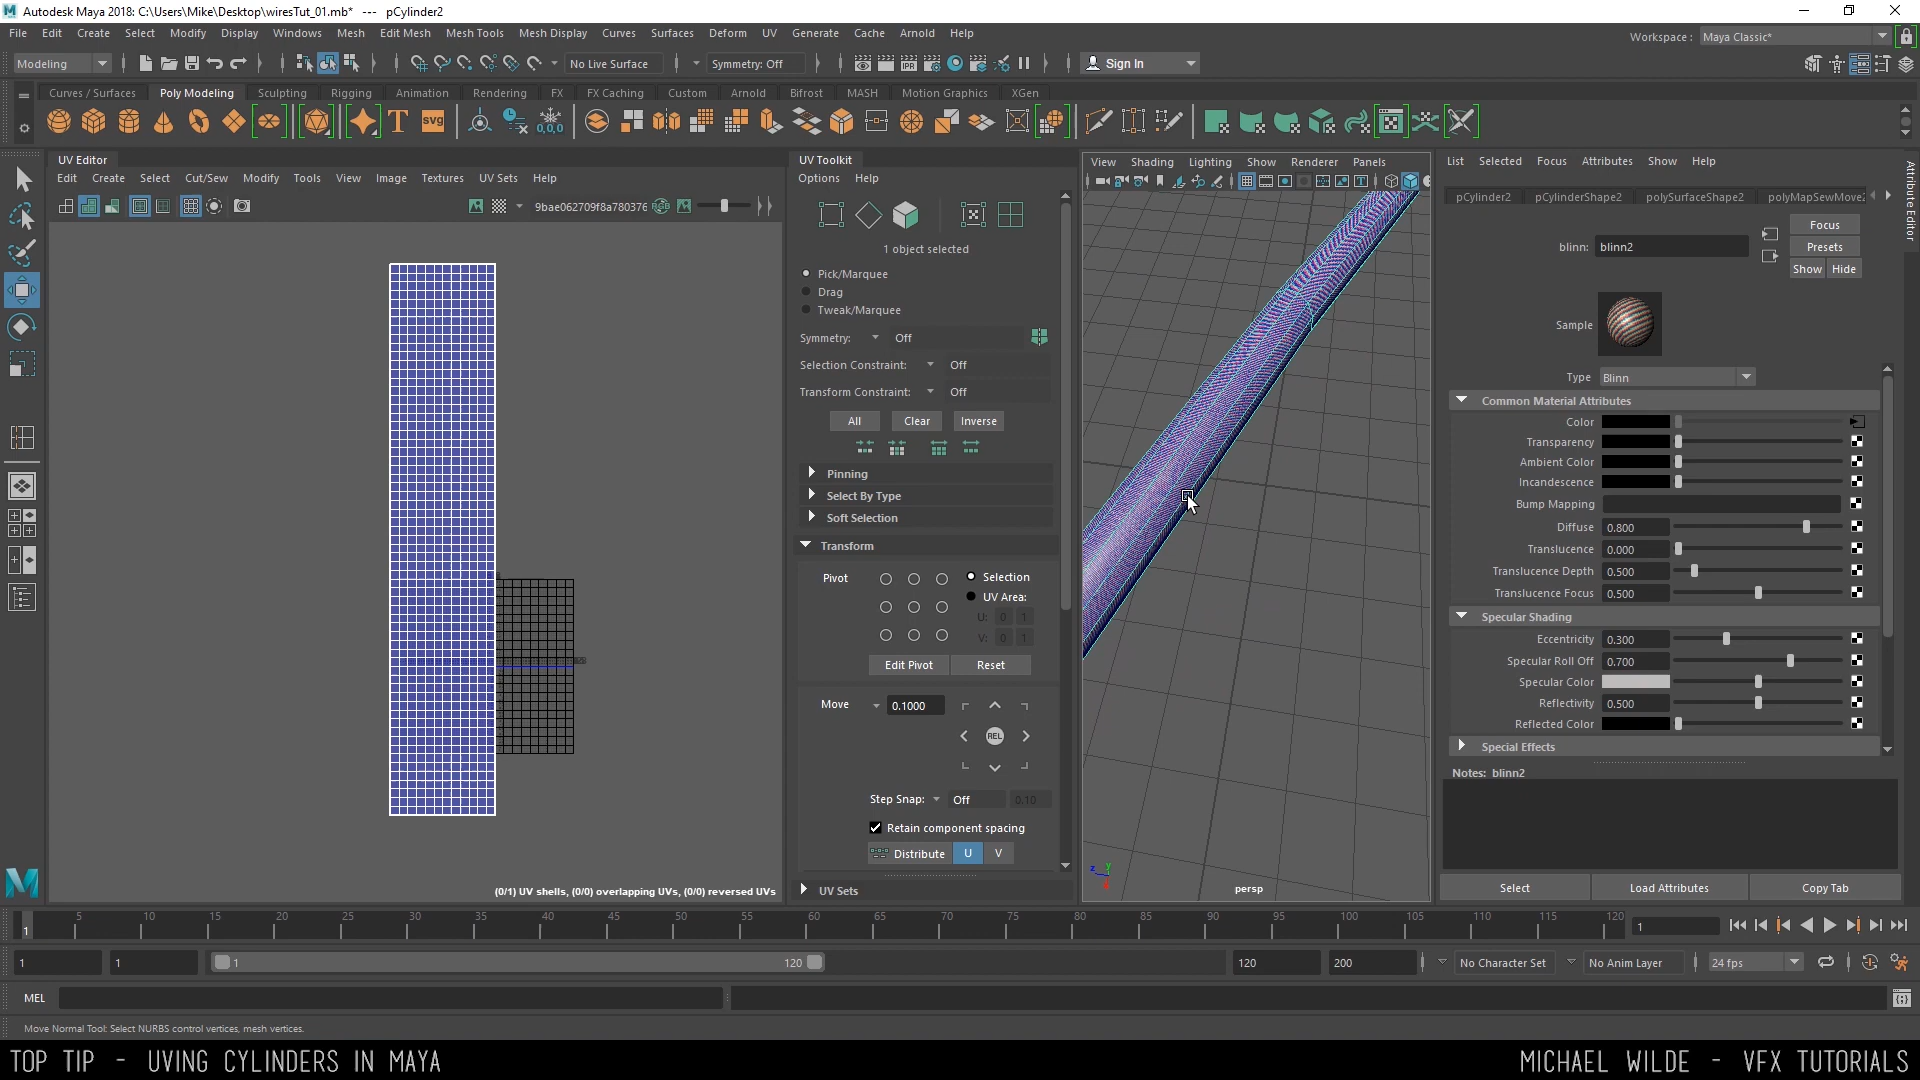 Autodesk Maya 2018: C:\Users\Mike\Desktop\wiresTut_01.mb* --- pCylinder2
File Edit Create Select Modify Display Windows Mesh Edit Mesh Mesh Tools Mesh Display Curves Surfaces Deform UV Generate Cache Arnold Help
Workspace : Maya Classic*
Modeling No Live Surface Symmetry: Off Sign In
Curves / Surfaces Poly Modeling Sculpting Rigging Animation Rendering FX FX Caching Custom Arnold Bifrost MASH Motion Graphics XGen
SVG
0,0,0
UV Editor
Edit Create Select Cut/Sew Modify Tools View Image Textures UV Sets Help
9bae062709f8a780376
(0/1) UV shells, (0/0) overlapping UVs, (0/0) reversed UVs
UV Toolkit
Options Help
1 object selected
Pick/Marquee
Drag
Tweak/Marquee
Symmetry: Off
Selection Constraint: Off
Transform Constraint: Off
All Clear Inverse
Pinning
Select By Type
Soft Selection
Transform
Pivot Selection
UV Area:
U: 0 1
V: 0 1
Edit Pivot Reset
Move 0.1000
REL
Step Snap: Off 0.10
Retain component spacing
Distribute U V
UV Sets
View Shading Lighting Show Renderer Panels
persp
List Selected Focus Attributes Show Help
pCylinder2 pCylinderShape2 polySurfaceShape2 polyMapSewMove2
Attribute Editor
Focus
blinn: blinn2 Presets
Show Hide
Sample
Type Blinn
Common Material Attributes
Color
Transparency
Ambient Color
Incandescence
Bump Mapping
Diffuse 0.800
Translucence 0.000
Translucence Depth 0.500
Translucence Focus 0.500
Specular Shading
Eccentricity 0.300
Specular Roll Off 0.700
Specular Color
Reflectivity 0.500
Reflected Color
Special Effects
Notes: blinn2
Select Load Attributes Copy Tab
5 10 15 20 25 30 35 40 45 50 55 60 65 70 75 80 85 90 95 100 105 110 115 120
1 1
1 1 1 120 120 200 No Character Set No Anim Layer 24 fps
MEL
Move Normal Tool: Select NURBS control vertices, mesh vertices.
TOP TIP - UVING CYLINDERS IN MAYA
MICHAEL WILDE - VFX TUTORIALS